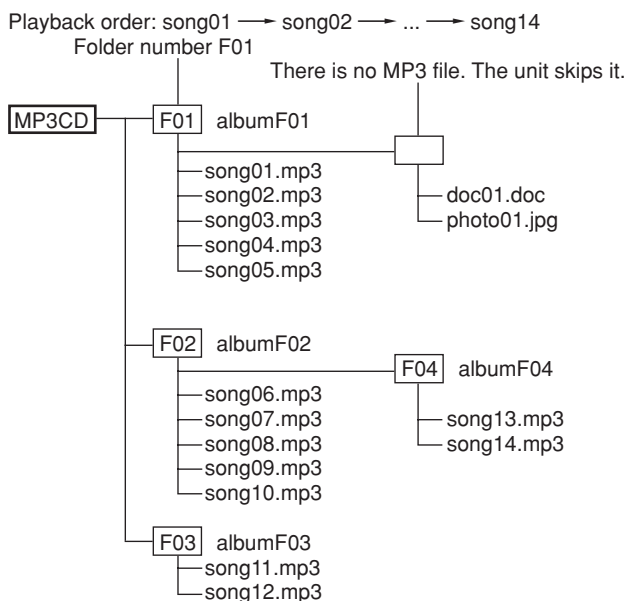 Playback order: song01 → song02 → ... → song14
Folder number F01
There is no MP3 file. The unit skips it.
MP3CD
F01 albumF01
song01.mp3
song02.mp3
song03.mp3
song04.mp3
song05.mp3
doc01.doc
photo01.jpg
F02 albumF02
F04 albumF04
song06.mp3
song07.mp3
song08.mp3
song09.mp3
song10.mp3
song13.mp3
song14.mp3
F03 albumF03
song11.mp3
song12.mp3